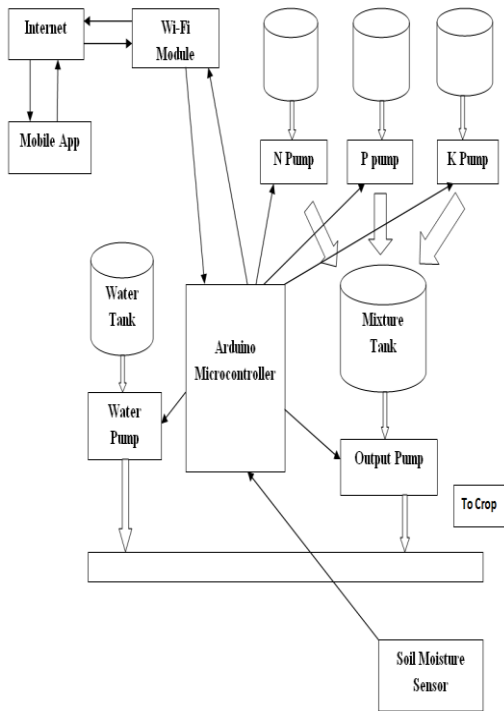 Internet
Wi-Fi
Module
Mobile App
N Pump
P pump
K Pump
Water
Tank
Arduino
Microcontroller
Mixture
Tank
Water
Pump
Output Pump
To Crop
Soil Moisture
Sensor